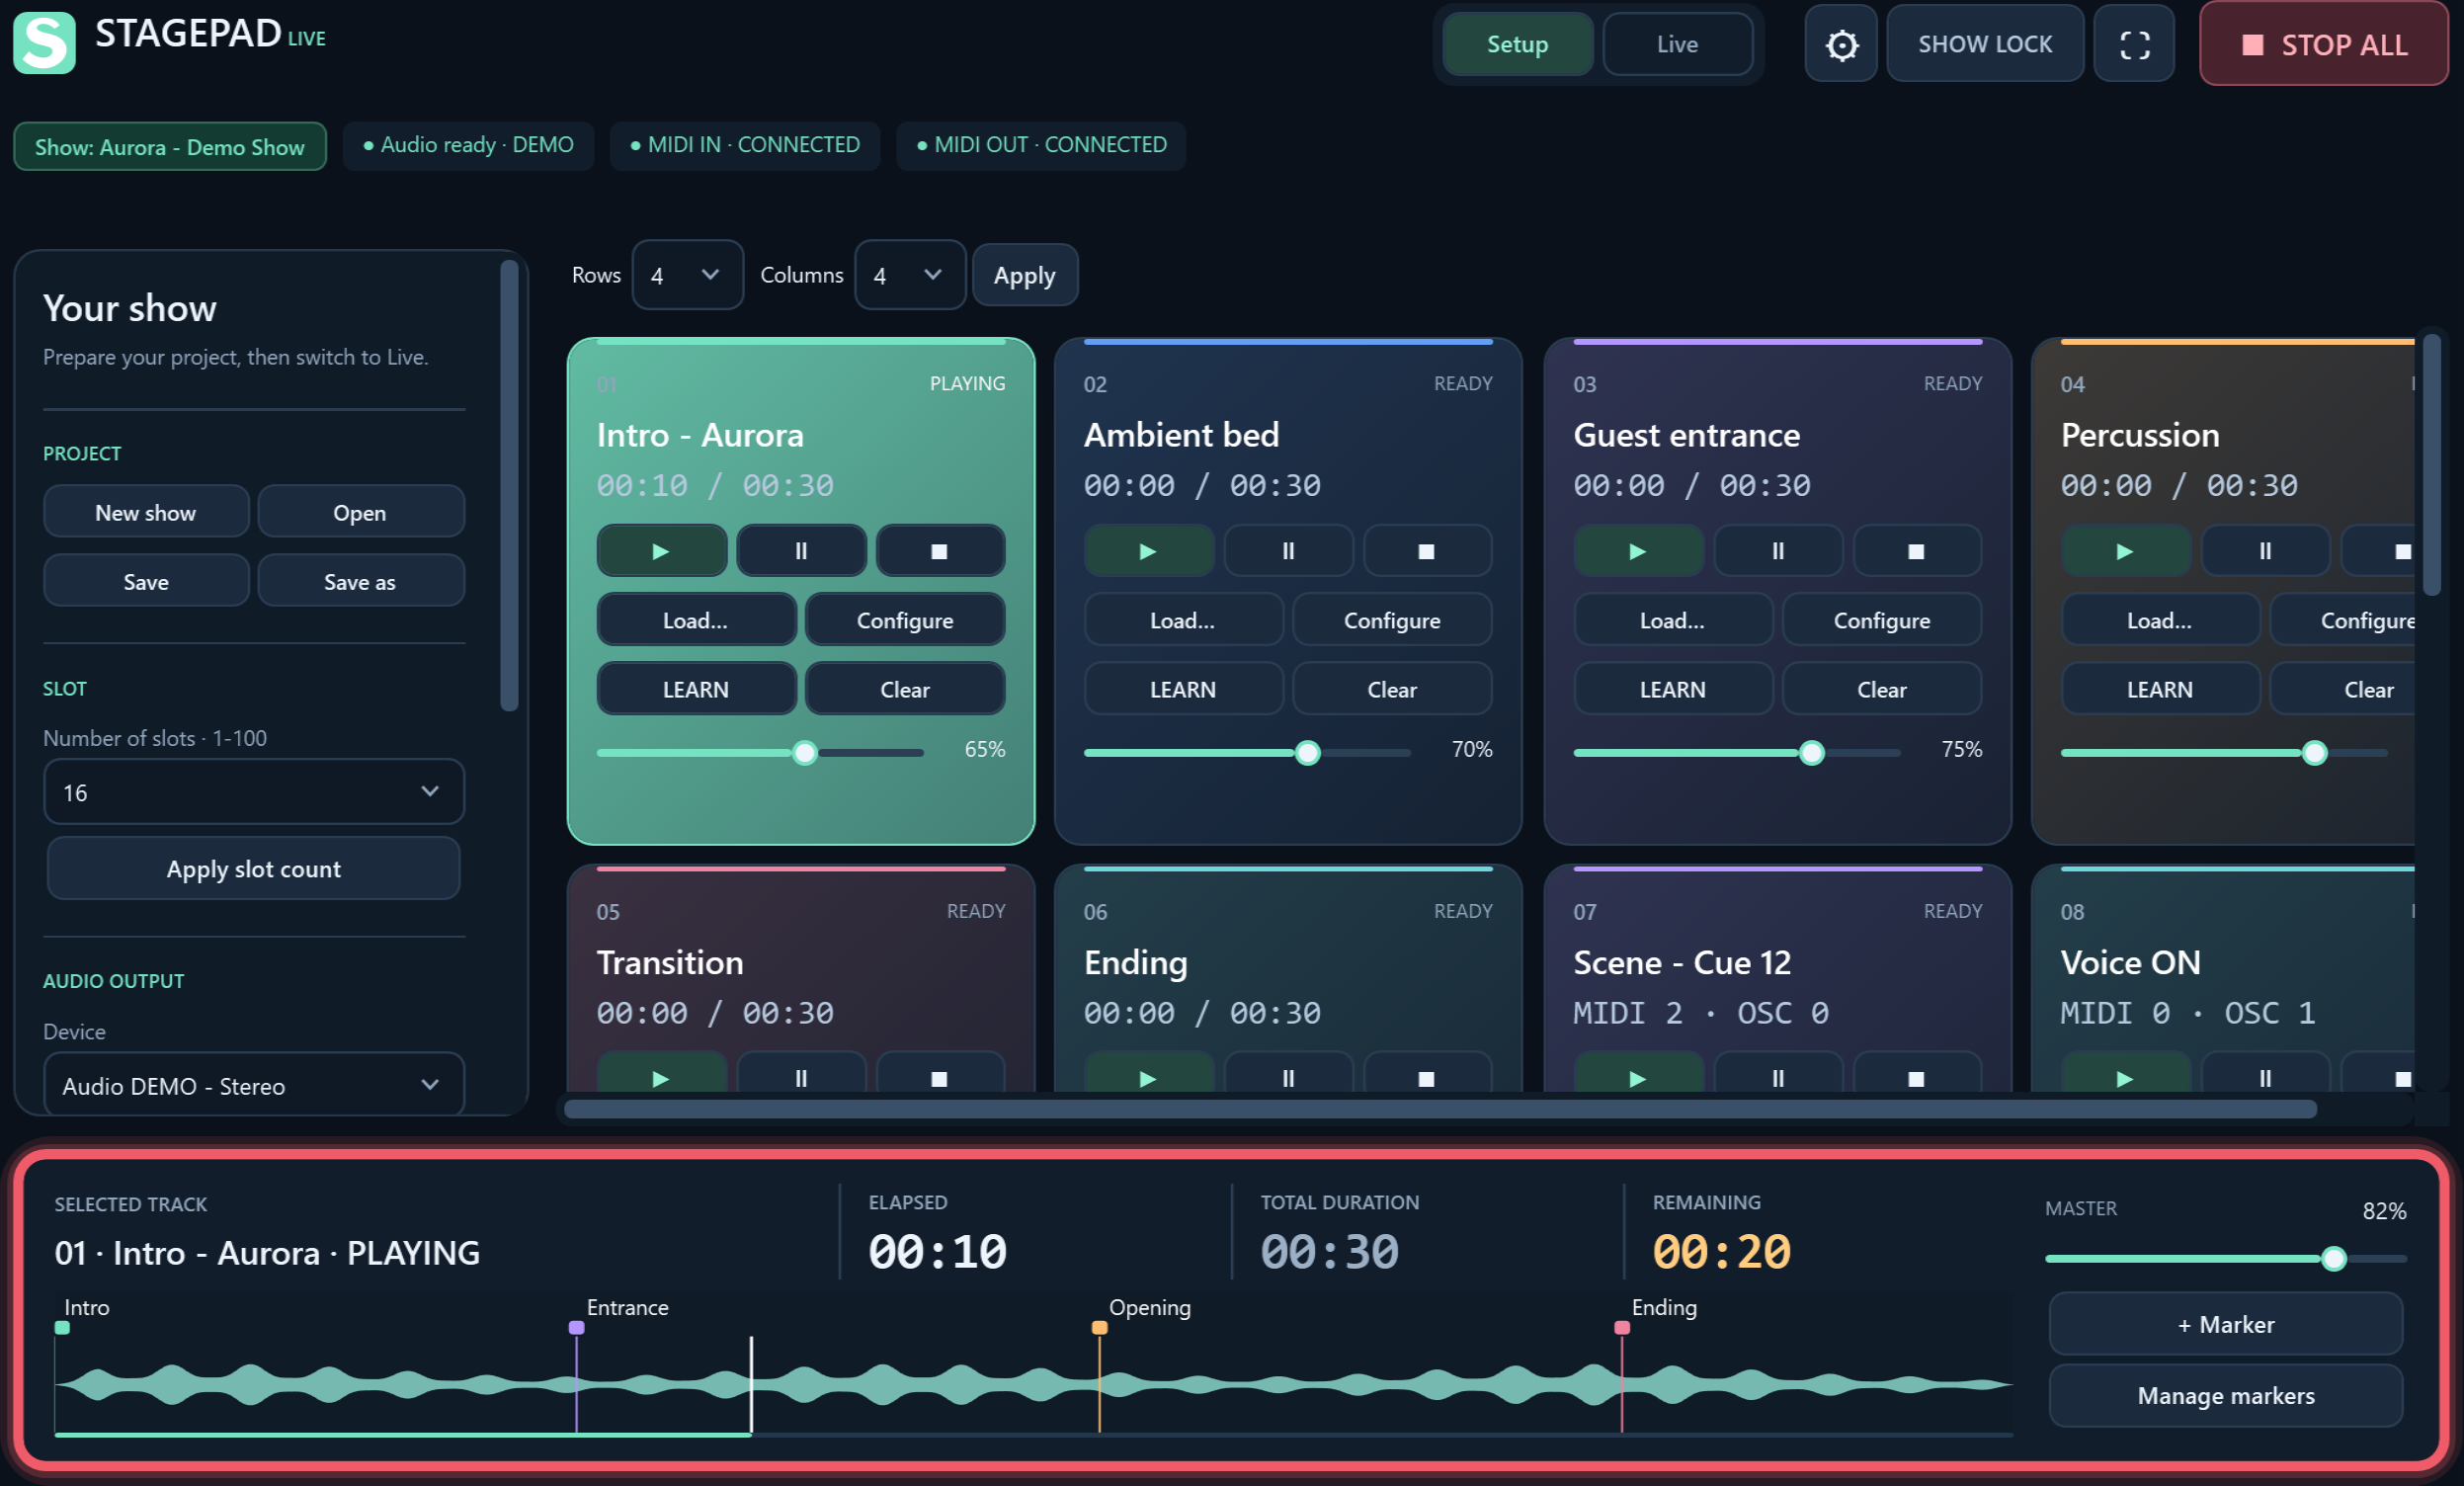 S STAGEPAD LIVE
Setup
Live
SHOW LOCK
STOP ALL
Show: Aurora - Demo Show
● Audio ready · DEMO
● MIDI IN · CONNECTED
● MIDI OUT · CONNECTED
Your show
Prepare your project, then switch to Live.
PROJECT
New show
Open
Save
Save as
SLOT
Number of slots · 1-100
16
Apply slot count
AUDIO OUTPUT
Device
Audio DEMO - Stereo
Rows 4 Columns 4 Apply
01 PLAYING
Intro - Aurora
00:10 / 00:30
Load... Configure
LEARN Clear
65%
02 READY
Ambient bed
00:00 / 00:30
Load... Configure
LEARN Clear
70%
03 READY
Guest entrance
00:00 / 00:30
Load... Configure
LEARN Clear
75%
04
Percussion
00:00 / 00:30
Load... Configure
LEARN Clear
05 READY
Transition
00:00 / 00:30
06 READY
Ending
00:00 / 00:30
07 READY
Scene - Cue 12
MIDI 2 · OSC 0
08
Voice ON
MIDI 0 · OSC 1
SELECTED TRACK
01 · Intro - Aurora · PLAYING
ELAPSED
00:10
TOTAL DURATION
00:30
REMAINING
00:20
MASTER 82%
Intro
Entrance
Opening
Ending
+ Marker
Manage markers